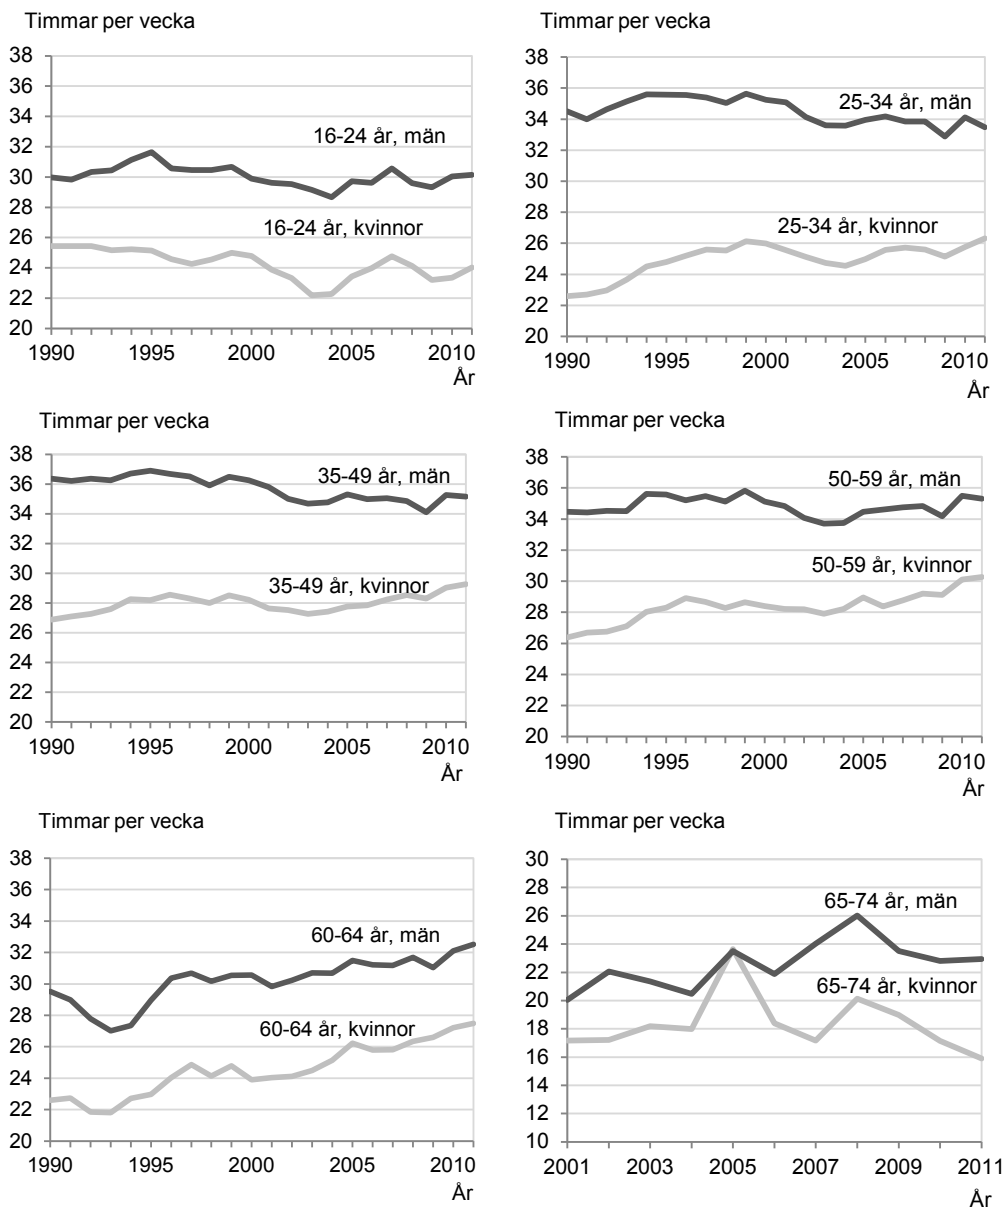 Timmar per vecka
38
36
34
32
30
28
26
24
22
20
16-24 år, män
16-24 år, kvinnor
1990 1995 2000 2005 2010
År
Timmar per vecka
38
36
34
32
30
28
26
24
22
20
25-34 år, män
25-34 år, kvinnor
1990 1995 2000 2005 2010
År
Timmar per vecka
38
36
34
32
30
28
26
24
22
20
35-49 år, män
35-49 år, kvinnor
1990 1995 2000 2005 2010
År
Timmar per vecka
38
36
34
32
30
28
26
24
22
20
50-59 år, män
50-59 år, kvinnor
1990 1995 2000 2005 2010
År
Timmar per vecka
38
36
34
32
30
28
26
24
22
20
60-64 år, män
60-64 år, kvinnor
1990 1995 2000 2005 2010
År
Timmar per vecka
30
28
26
24
22
20
18
16
14
12
10
65-74 år, män
65-74 år, kvinnor
2001 2003 2005 2007 2009 2011
År